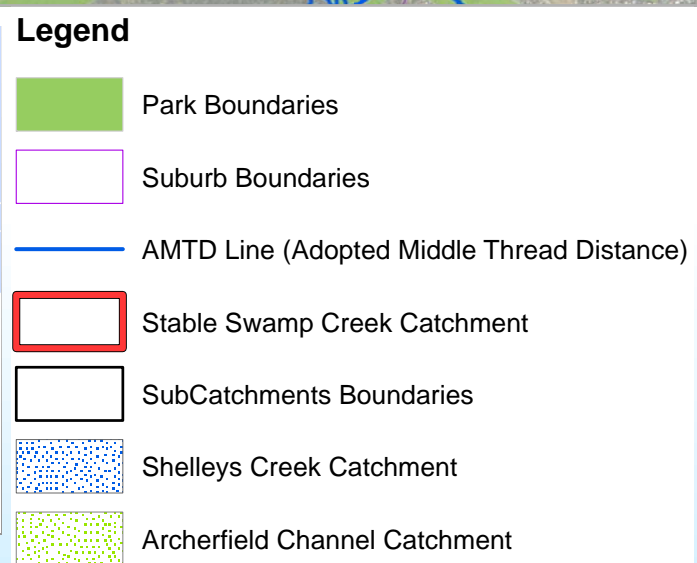 Legend
Park Boundaries
Suburb Boundaries
AMTD Line (Adopted Middle Thread Distance)
Stable Swamp Creek Catchment
SubCatchments Boundaries
Shelleys Creek Catchment
Archerfield Channel Catchment